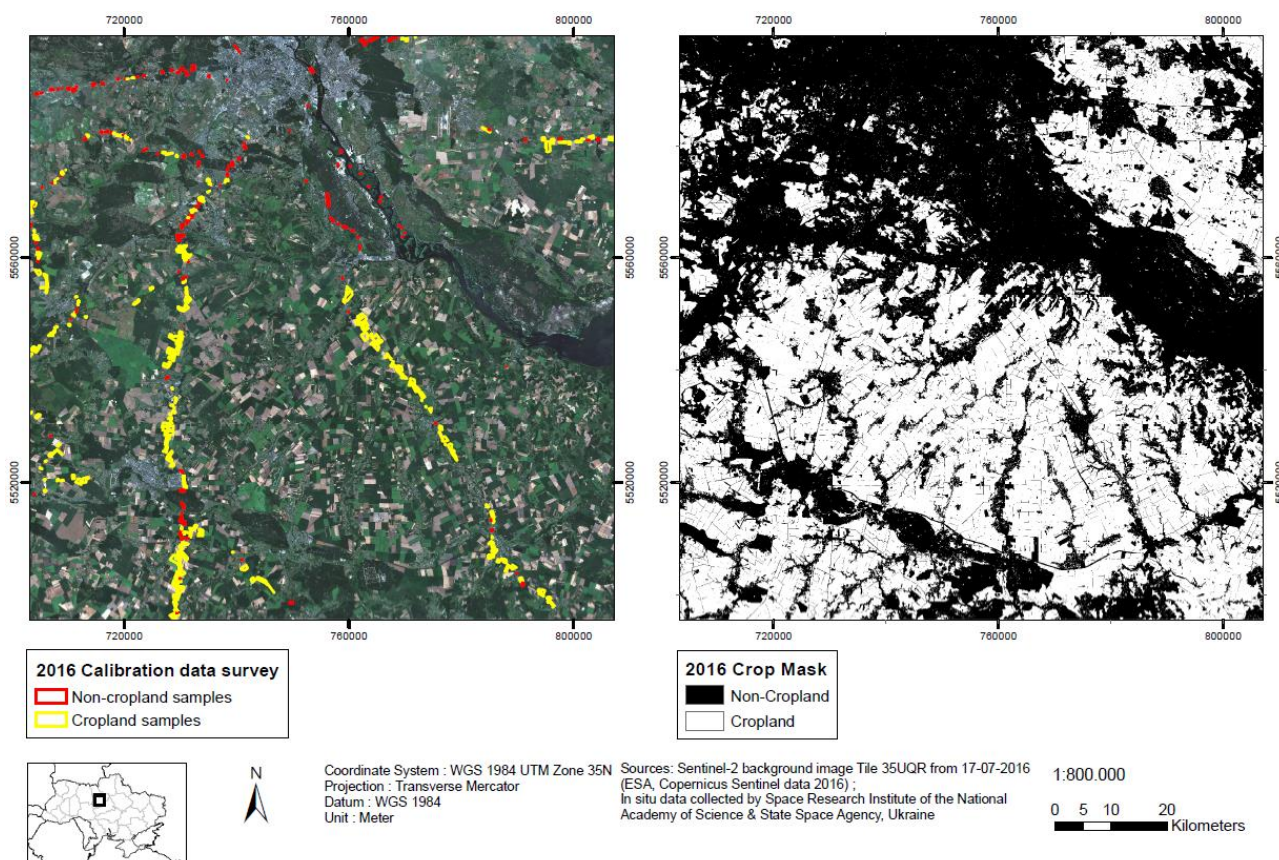 720000 760000 800000 720000 760000 800000
5560000 5560000 5560000
5520000 5520000 5520000
720000 760000 800000 720000 760000 800000
2016 Calibration data survey
Non-cropland samples
Cropland samples
2016 Crop Mask
Non-Cropland
Cropland
N
Coordinate System : WGS 1984 UTM Zone 35N
Projection : Transverse Mercator
Datum : WGS 1984
Unit : Meter
Sources: Sentinel-2 background image Tile 35UQR from 17-07-2016
(ESA, Copernicus Sentinel data 2016) ;
In situ data collected by Space Research Institute of the National
Academy of Science & State Space Agency, Ukraine
1:800.000
0 5 10 20
Kilometers